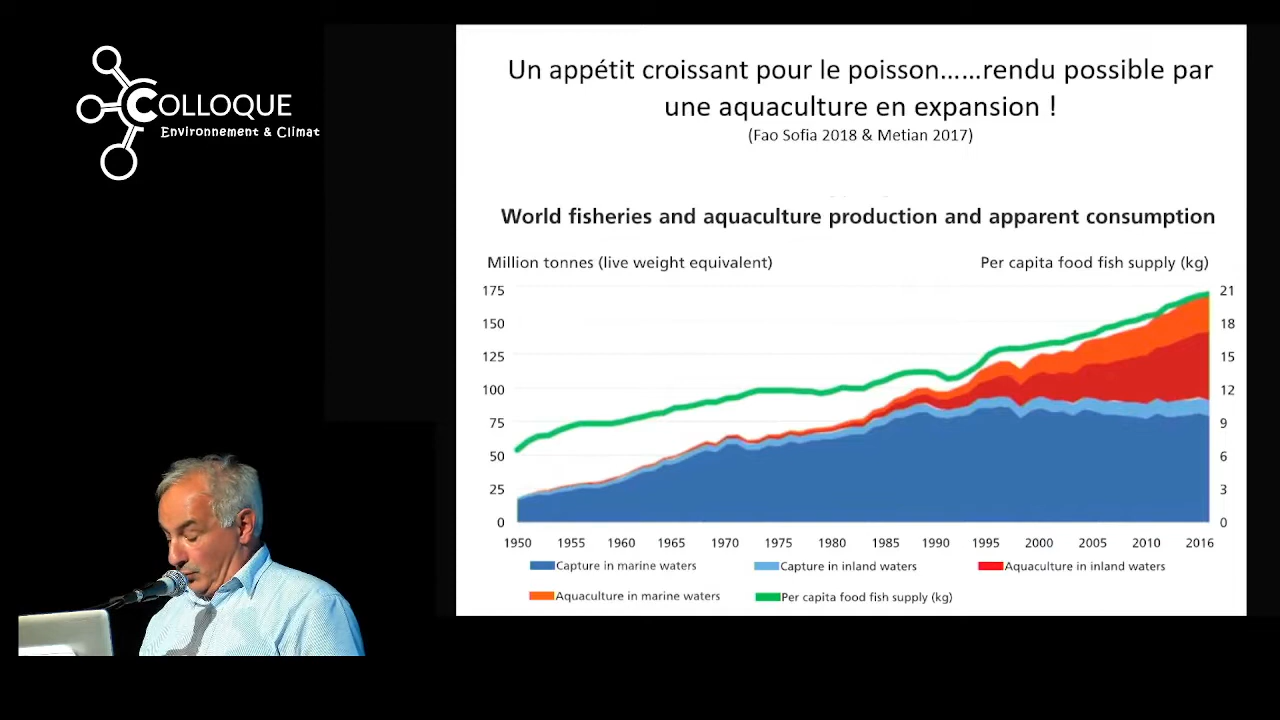 COLLOQUE
Environnement & Climat
Un appétit croissant pour le poisson......rendu possible par
une aquaculture en expansion !
(Fao Sofia 2018 & Metian 2017)
World fisheries and aquaculture production and apparent consumption
Million tonnes (live weight equivalent)
Per capita food fish supply (kg)
175
150
125
100
75
50
25
0
21
18
15
12
9
6
3
0
1950 1955 1960 1965 1970 1975 1980 1985 1990 1995 2000 2005 2010 2016
Capture in marine waters
Capture in inland waters
Aquaculture in inland waters
Aquaculture in marine waters
Per capita food fish supply (kg)